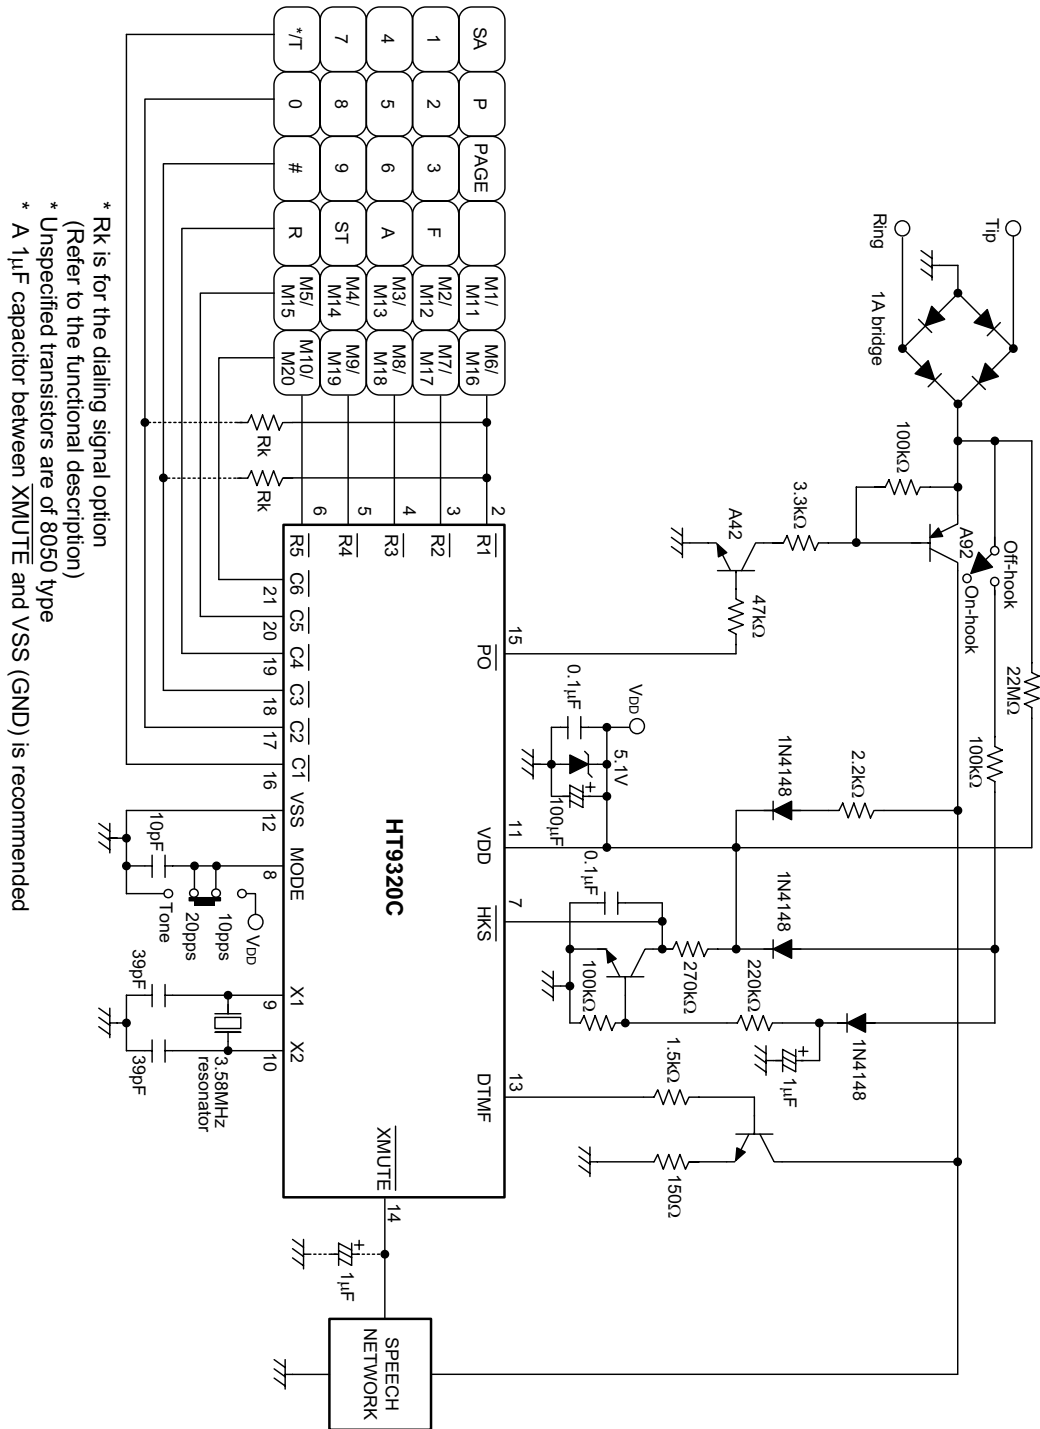 Tip
Ring
1A bridge
100kΩ
3.3kΩ
A42
A92
Off-hook
On-hook
22MΩ
100kΩ
47kΩ
2.2kΩ
1N4148
1N4148
1N4148
VDD
0.1μF
5.1V
+
100μF
0.1μF
270kΩ
100kΩ
220kΩ
+
1μF
1.5kΩ
150Ω
SA P PAGE M1/M11 M6/M16
1 2 3 F M2/M12 M7/M17
4 5 6 A M3/M13 M8/M18
7 8 9 ST M4/M14 M9/M19
*/T 0 # R M5/M15 M10/M20
Rk
Rk
2 R1
3 R2
4 R3
5 R4
6 R5
15 PO
11 VDD
7 HKS
13 DTMF
HT9320C
C6 21
C5 20
C4 19
C3 18
C2 17
C1 16
VSS 12
MODE 8
X1 9
X2 10
XMUTE 14
10pF
Tone
20pps
10pps
VDD
39pF
39pF
3.58MHz
resonator
+
1μF
SPEECH
NETWORK
* Rk is for the dialing signal option
(Refer to the functional description)
* Unspecified transistors are of 8050 type
* A 1μF capacitor between XMUTE and VSS (GND) is recommended